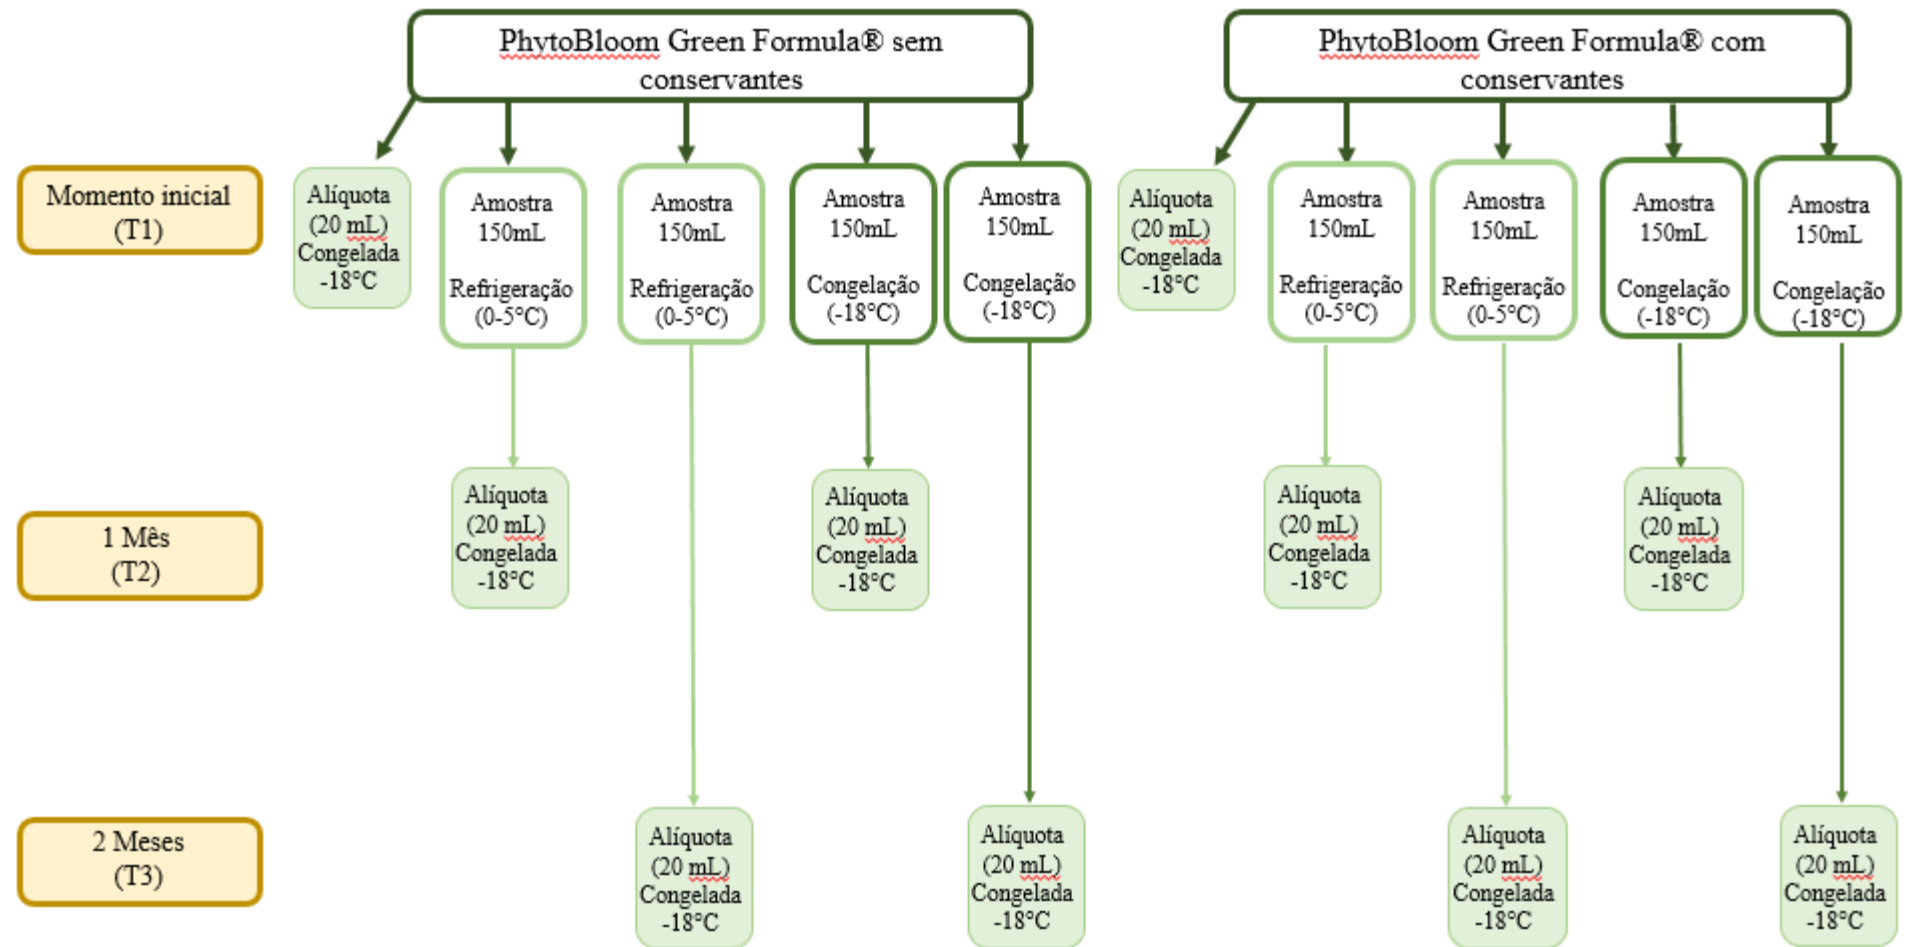 PhytoBloom Green Formula® sem
conservantes
PhytoBloom Green Formula® com
conservantes
Momento inicial
(T1)
Alíquota
(20 mL)
Congelada
-18°C
Amostra
150mL
Refrigeração
(0-5°C)
Amostra
150mL
Refrigeração
(0-5°C)
Amostra
150mL
Congelação
(-18°C)
Amostra
150mL
Congelação
(-18°C)
Alíquota
(20 mL)
Congelada
-18°C
Amostra
150mL
Refrigeração
(0-5°C)
Amostra
150mL
Refrigeração
(0-5°C)
Amostra
150mL
Congelação
(-18°C)
Amostra
150mL
Congelação
(-18°C)
1 Mês
(T2)
Alíquota
(20 mL)
Congelada
-18°C
Alíquota
(20 mL)
Congelada
-18°C
Alíquota
(20 mL)
Congelada
-18°C
Alíquota
(20 mL)
Congelada
-18°C
2 Meses
(T3)
Alíquota
(20 mL)
Congelada
-18°C
Alíquota
(20 mL)
Congelada
-18°C
Alíquota
(20 mL)
Congelada
-18°C
Alíquota
(20 mL)
Congelada
-18°C